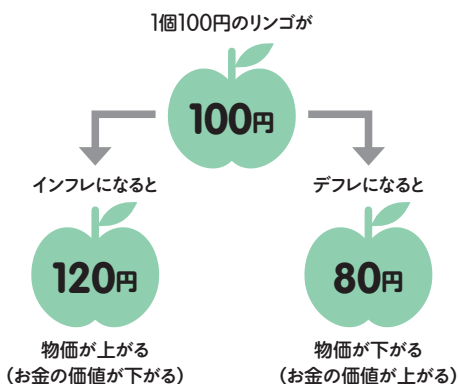 1個100円のリンゴが
100円
インフレになると
デフレになると
120円
80円
物価が上がる
(お金の価値が下がる)
物価が下がる
(お金の価値が上がる)